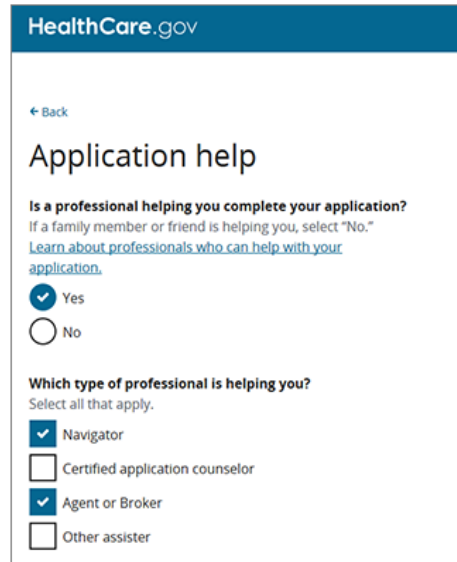 HealthCare.gov
← Back
Application help
Is a professional helping you complete your application?
If a family member or friend is helping you, select “No.”
Learn about professionals who can help with your
application.
Yes
No
Which type of professional is helping you?
Select all that apply.
Navigator
Certified application counselor
Agent or Broker
Other assister